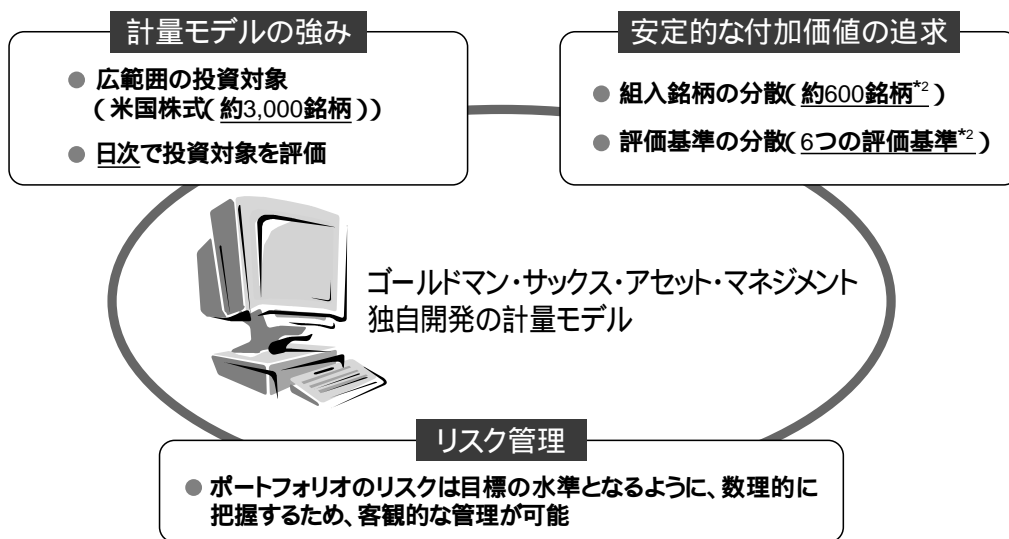 計量モデルの強み
● 広範囲の投資対象
(米国株式(約3,000銘柄))
● 日次で投資対象を評価
安定的な付加価値の追求
● 組入銘柄の分散(約600銘柄*2)
● 評価基準の分散(6つの評価基準*2)
ゴールドマン・サックス・アセット・マネジメント
独自開発の計量モデル
リスク管理
● ポートフォリオのリスクは目標の水準となるように、数理的に
把握するため、客観的な管理が可能